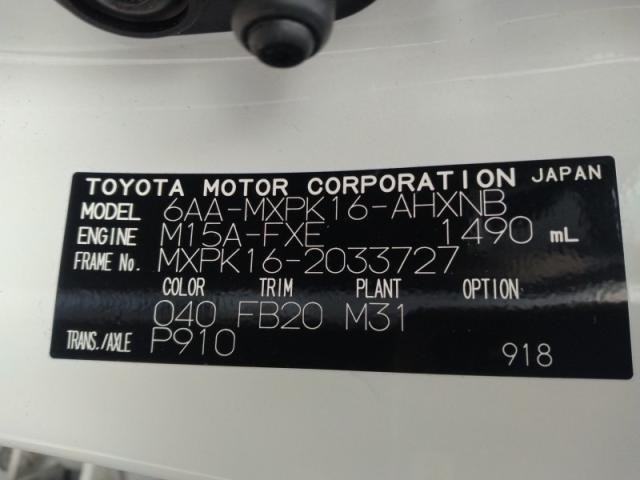 TOYOTA MOTOR CORPORATION JAPAN
MODEL 6AA-MXPK16-AHXNB
ENGINE M15A-FXE 1490 mL
FRAME No. MXPK16-2033727
COLOR TRIM PLANT OPTION
040 FB20 M31
TRANS./AXLE P910 918